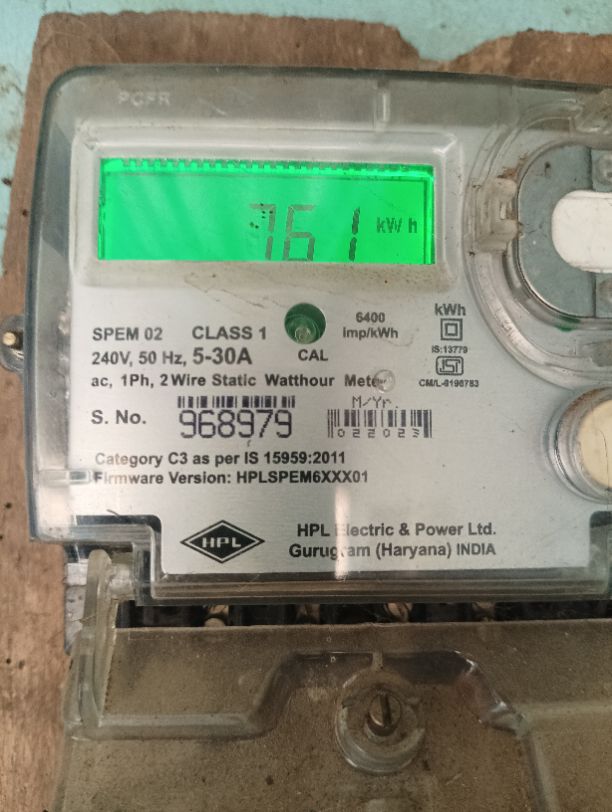 PCFR
761 kWh
SPEM 02 CLASS 1
240V, 50 Hz, 5-30A
CAL
6400
imp/kWh
kWh
IS:13779
ISI
CM/L-0196783
ac, 1Ph, 2 Wire Static Watthour Meter
S. No. 968979
M/Yr.
022023
Category C3 as per IS 15959:2011
Firmware Version: HPLSPEM6XXX01
HPL
HPL Electric & Power Ltd.
Gurugram (Haryana) INDIA